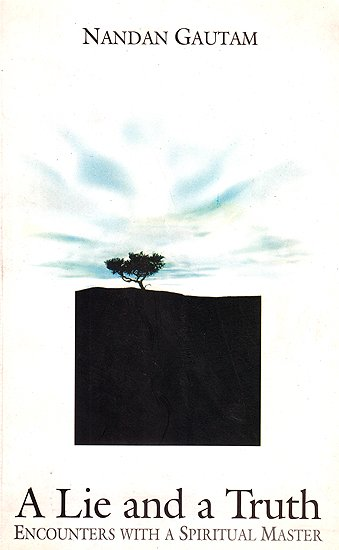 NANDAN GAUTAM
A Lie and a Truth
ENCOUNTERS WITH A SPIRITUAL MASTER